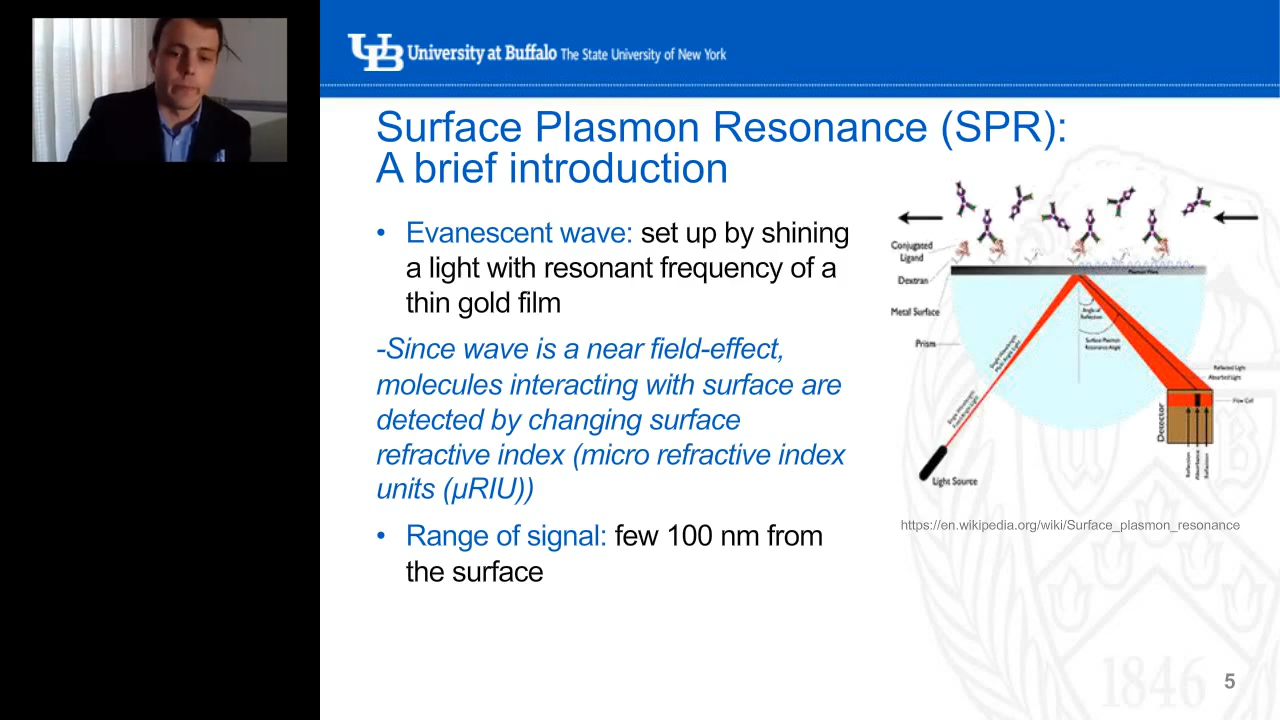 UB University at Buffalo The State University of New York
Surface Plasmon Resonance (SPR):
A brief introduction
• Evanescent wave: set up by shining
a light with resonant frequency of a
thin gold film
-Since wave is a near field-effect,
molecules interacting with surface are
detected by changing surface
refractive index (micro refractive index
units (µRIU))
• Range of signal: few 100 nm from
the surface
Conjugated
Ligand
Dextran
Metal Surface
Prism
Plasmon Wave
Angle of
Reflection
Surface Plasmon
Resonance Angle
Reflected Light
Absorbed Light
Flow Cell
Detector
Light Source
https://en.wikipedia.org/wiki/Surface_plasmon_resonance
1846
5